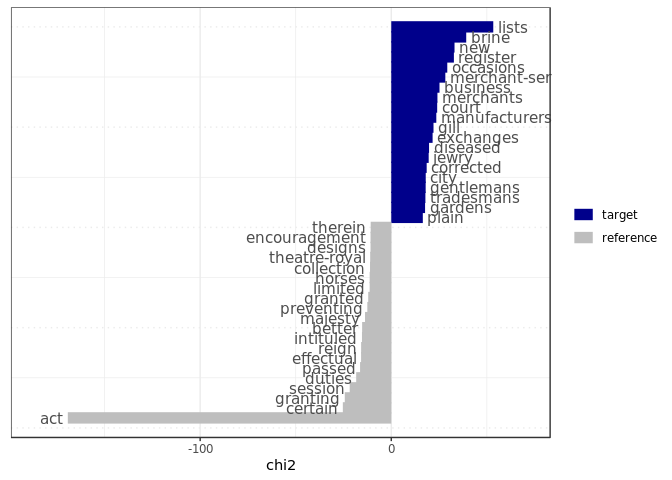 lists
brine
new
register
occasions
merchant-ser
business
merchants
court
manufacturers
gill
exchanges
diseased
jewry
corrected
city
gentlemans
tradesmans
gardens
plain
therein
encouragement
designs
theatre-royal
collection
horses
limited
granted
preventing
majesty
better
intituled
reign
effectual
passed
duties
session
granting
certain
act
target
reference
-100
0
chi2